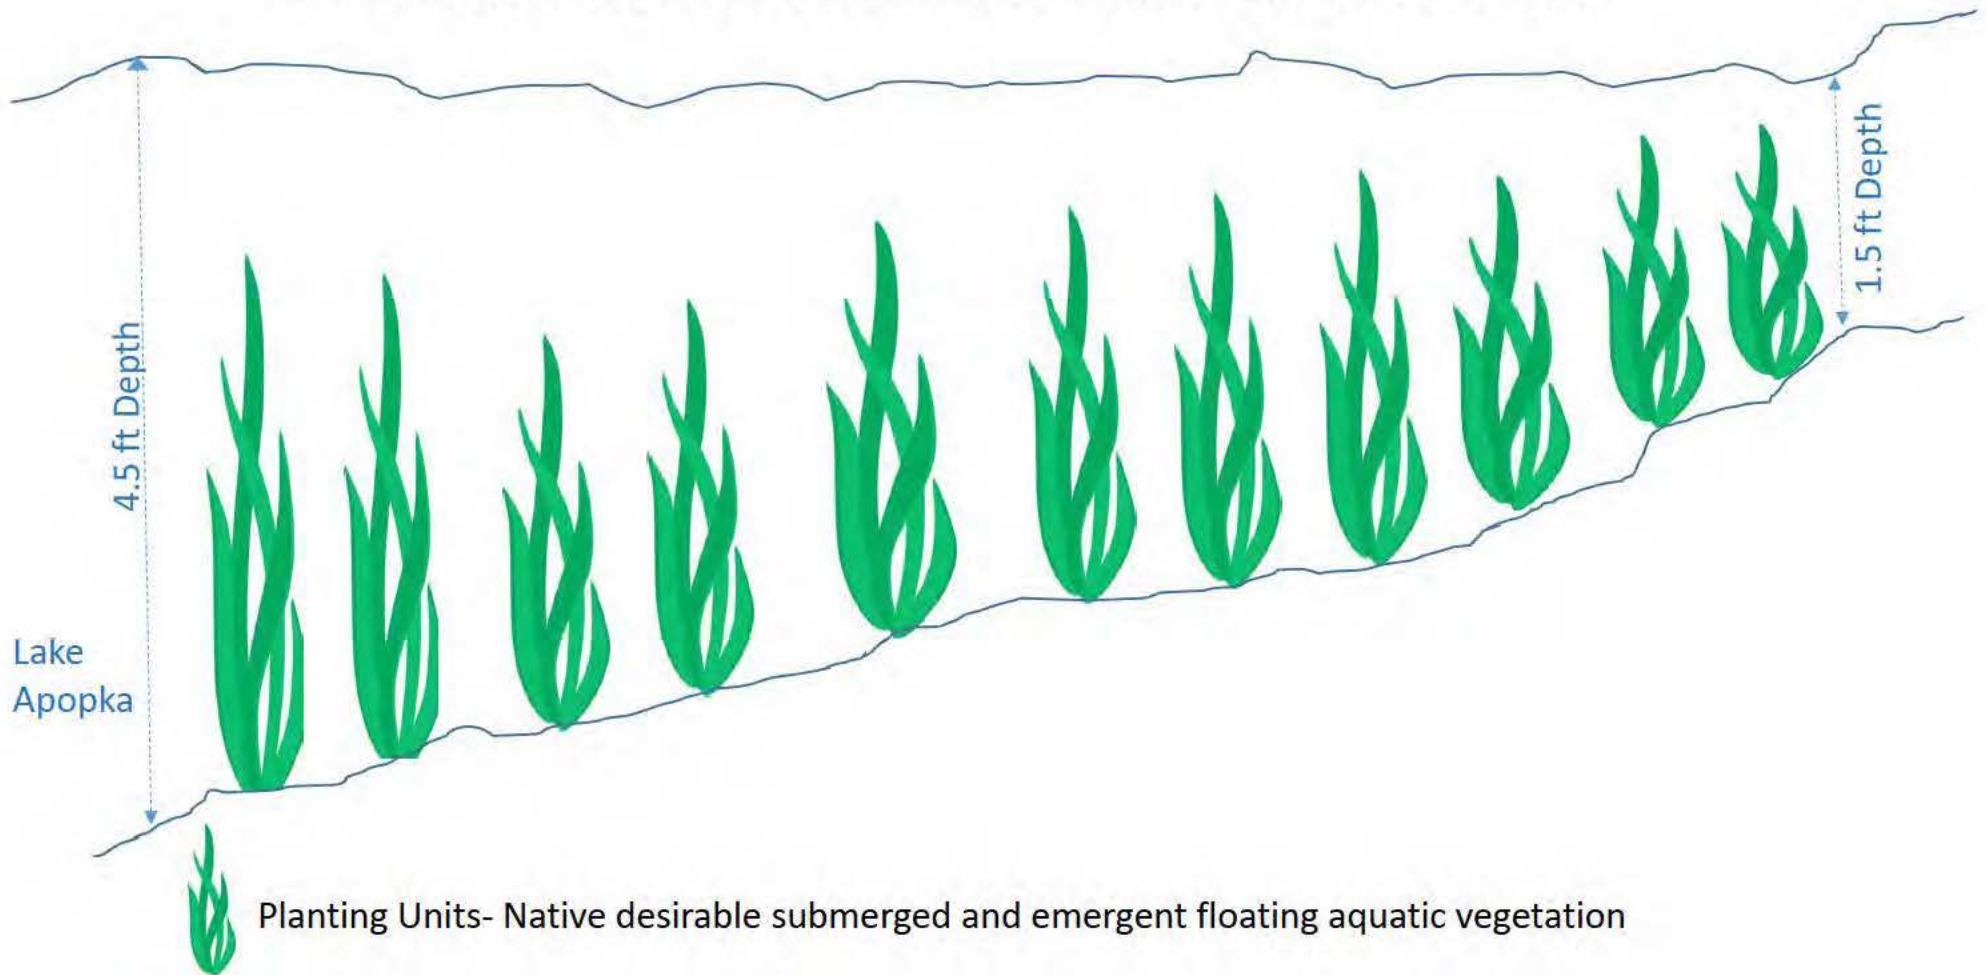 4.5 ft Depth
1.5 ft Depth
Lake
Apopka
Planting Units- Native desirable submerged and emergent floating aquatic vegetation